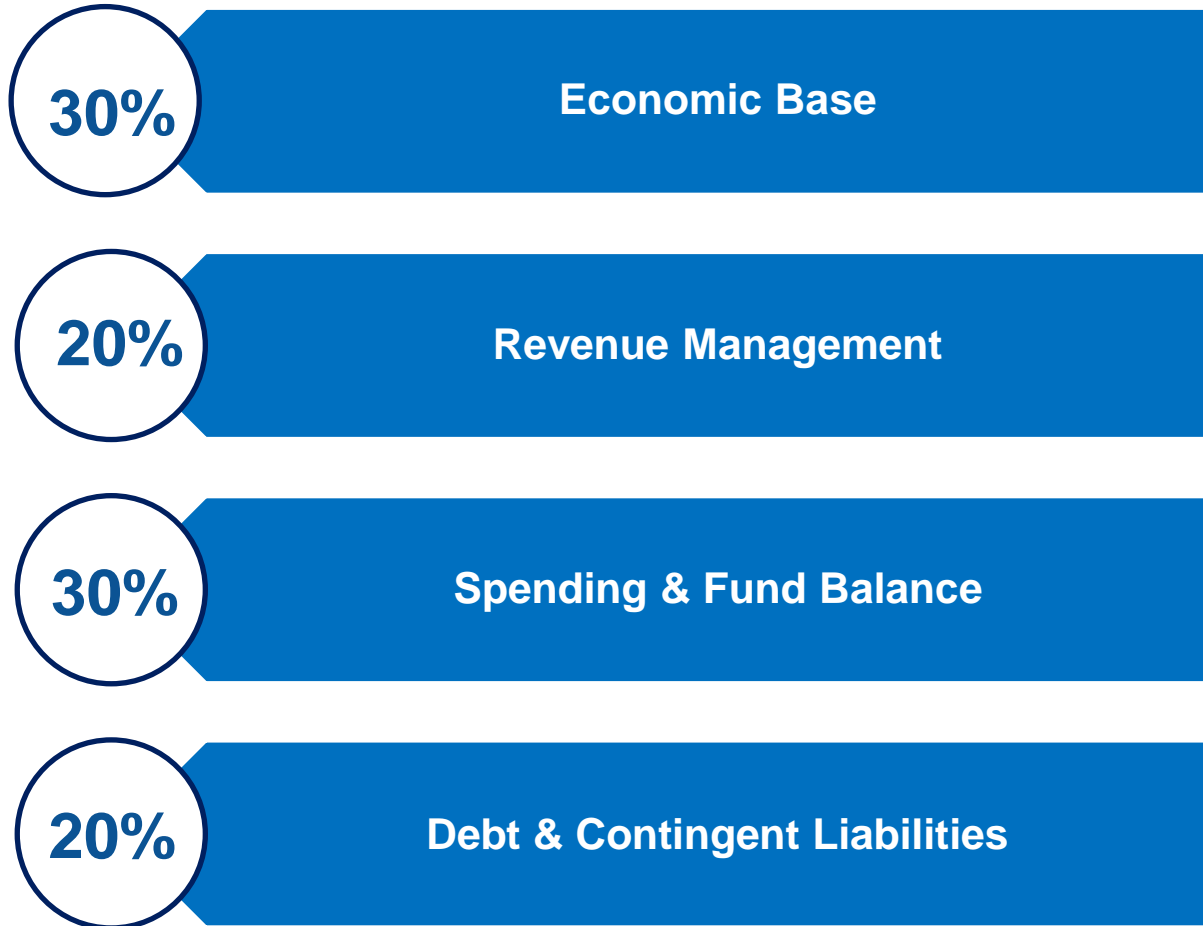 30%
Economic Base
20%
Revenue Management
30%
Spending & Fund Balance
20%
Debt & Contingent Liabilities